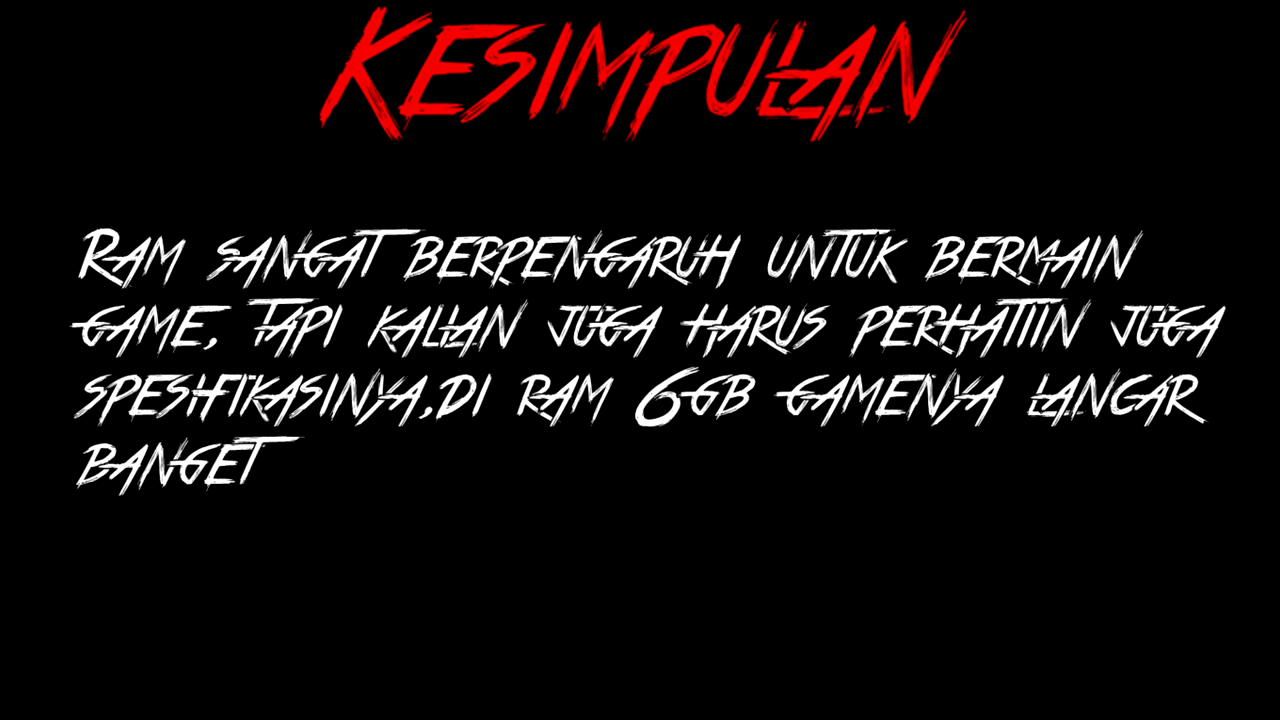 Kesimpulan
Ram sangat berpengaruh untuk bermain
game, tapi kalian juga harus perhatiin juga
spesifikasinya,di ram 6gb gamenya lancar
banget